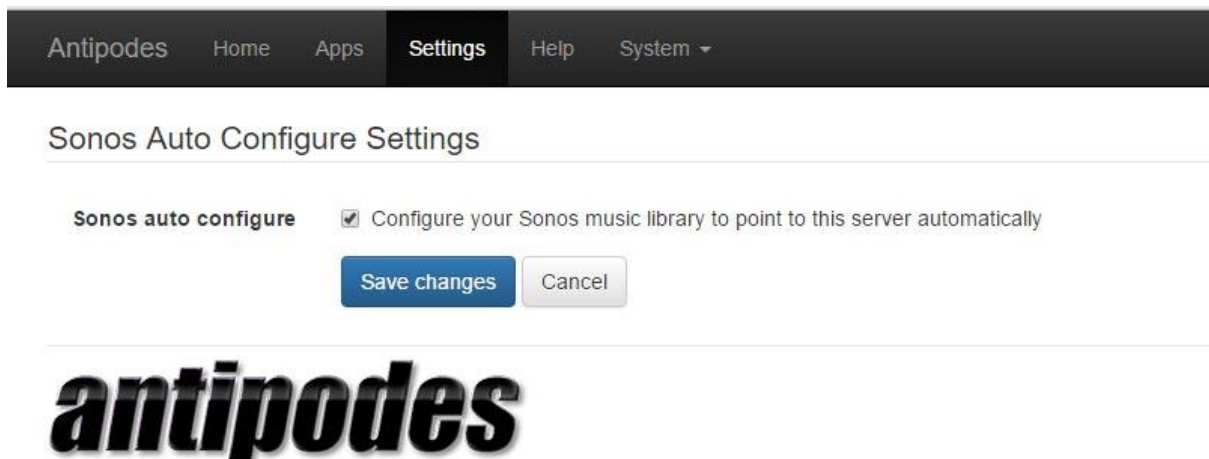 Antipodes Home Apps Settings Help System
Sonos Auto Configure Settings
Sonos auto configure Configure your Sonos music library to point to this server automatically
Save changes Cancel
antipodes